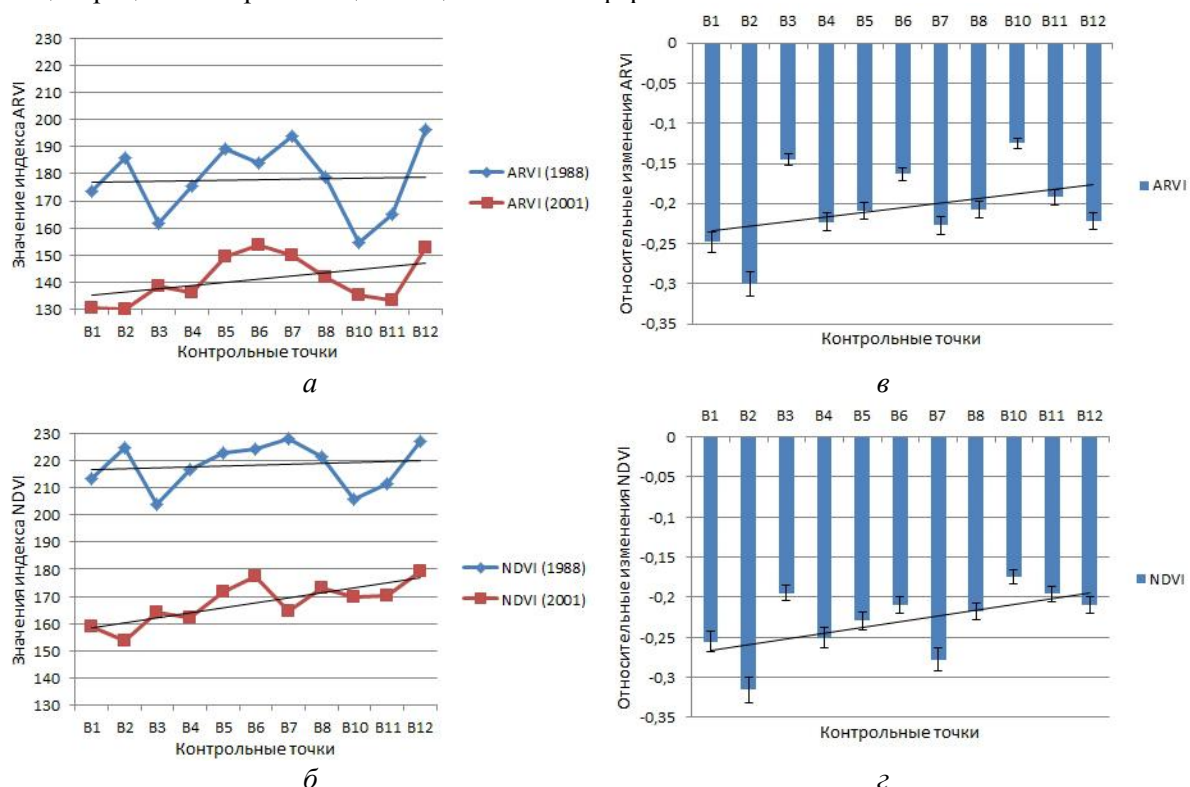 Значение индекса ARVI
230
220
210
200
190
180
170
160
150
140
130
B1 B2 B3 B4 B5 B6 B7 B8 B10 B11 B12
Контрольные точки
ARVI (1988)
ARVI (2001)
а
B1 B2 B3 B4 B5 B6 B7 B8 B10 B11 B12
Относительные изменения ARVI
0
-0,05
-0,1
-0,15
-0,2
-0,25
-0,3
-0,35
Контрольные точки
ARVI
в
Значения индекса NDVI
230
220
210
200
190
180
170
160
150
140
130
B1 B2 B3 B4 B5 B6 B7 B8 B10 B11 B12
Контрольные точки
NDVI (1988)
NDVI (2001)
б
B1 B2 B3 B4 B5 B6 B7 B8 B10 B11 B12
Относительные изменения NDVI
0
-0,05
-0,1
-0,15
-0,2
-0,25
-0,3
-0,35
Контрольные точки
NDVI
г